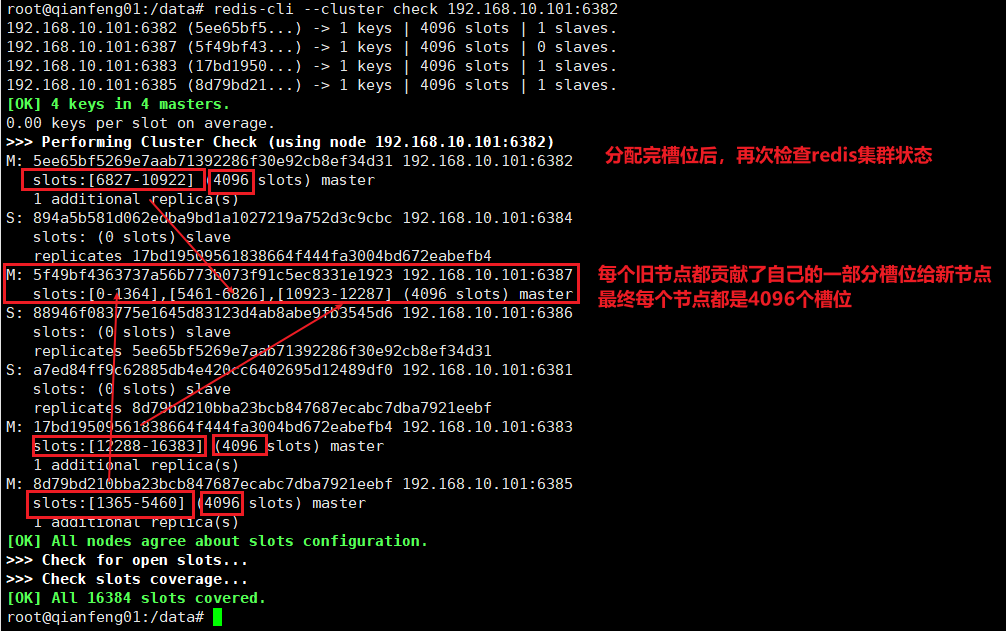 root@qianfeng01:/data# redis-cli --cluster check 192.168.10.101:6382
192.168.10.101:6382 (5ee65bf5...) -> 1 keys | 4096 slots | 1 slaves.
192.168.10.101:6387 (5f49bf43...) -> 1 keys | 4096 slots | 0 slaves.
192.168.10.101:6383 (17bd1950...) -> 1 keys | 4096 slots | 1 slaves.
192.168.10.101:6385 (8d79bd21...) -> 1 keys | 4096 slots | 1 slaves.
[OK] 4 keys in 4 masters.
0.00 keys per slot on average.
>>> Performing Cluster Check (using node 192.168.10.101:6382)
M: 5ee65bf5269e7aab71392286f30e92cb8ef34d31 192.168.10.101:6382
slots:[6827-10922] (4096 slots) master
1 additional replica(s)
分配完槽位后，再次检查redis集群状态
S: 894a5b581d062edba9bd1a1027219a752d3c9cbc 192.168.10.101:6384
slots: (0 slots) slave
replicates 17bd19509561838664f444fa3004bd672eabefb4
M: 5f49bf4363737a56b773b073f91c5ec8331e1923 192.168.10.101:6387
slots:[0-1364],[5461-6826],[10923-12287] (4096 slots) master
每个旧节点都贡献了自己的一部分槽位给新节点
最终每个节点都是4096个槽位
S: 88946f083775e1645d83123d4ab8abe9fb3545d6 192.168.10.101:6386
slots: (0 slots) slave
replicates 5ee65bf5269e7aab71392286f30e92cb8ef34d31
S: a7ed84ff9c62885db4e420cc6402695d12489df0 192.168.10.101:6381
slots: (0 slots) slave
replicates 8d79bd210bba23bcb847687ecabc7dba7921eebf
M: 17bd19509561838664f444fa3004bd672eabefb4 192.168.10.101:6383
slots:[12288-16383] (4096 slots) master
1 additional replica(s)
M: 8d79bd210bba23bcb847687ecabc7dba7921eebf 192.168.10.101:6385
slots:[1365-5460] (4096 slots) master
1 additional replica(s)
[OK] All nodes agree about slots configuration.
>>> Check for open slots...
>>> Check slots coverage...
[OK] All 16384 slots covered.
root@qianfeng01:/data#